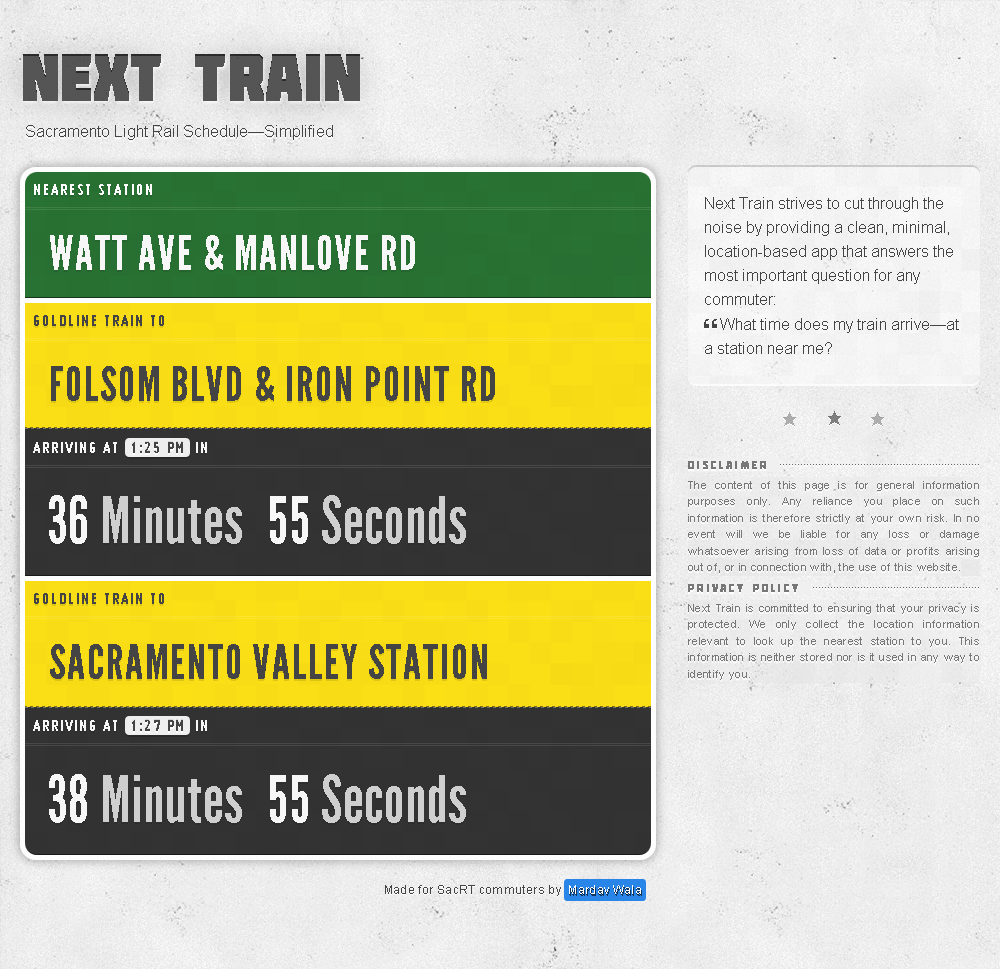 NEXT TRAIN
Sacramento Light Rail Schedule—Simplified
NEAREST STATION
WATT AVE & MANLOVE RD
GOLDLINE TRAIN TO
FOLSOM BLVD & IRON POINT RD
ARRIVING AT 1:25 PM IN
36 Minutes 55 Seconds
GOLDLINE TRAIN TO
SACRAMENTO VALLEY STATION
ARRIVING AT 1:27 PM IN
38 Minutes 55 Seconds
Made for SacRT commuters by Mardav Wala
Next Train strives to cut through the
noise by providing a clean, minimal,
location-based app that answers the
most important question for any
commuter:
“What time does my train arrive—at
a station near me?
DISCLAIMER
The content of this page is for general information
purposes only. Any reliance you place on such
information is therefore strictly at your own risk. In no
event will we be liable for any loss or damage
whatsoever arising from loss of data or profits arising
out of, or in connection with, the use of this website.
PRIVACY POLICY
Next Train is committed to ensuring that your privacy is
protected. We only collect the location information
relevant to look up the nearest station to you. This
information is neither stored nor is it used in any way to
identify you.